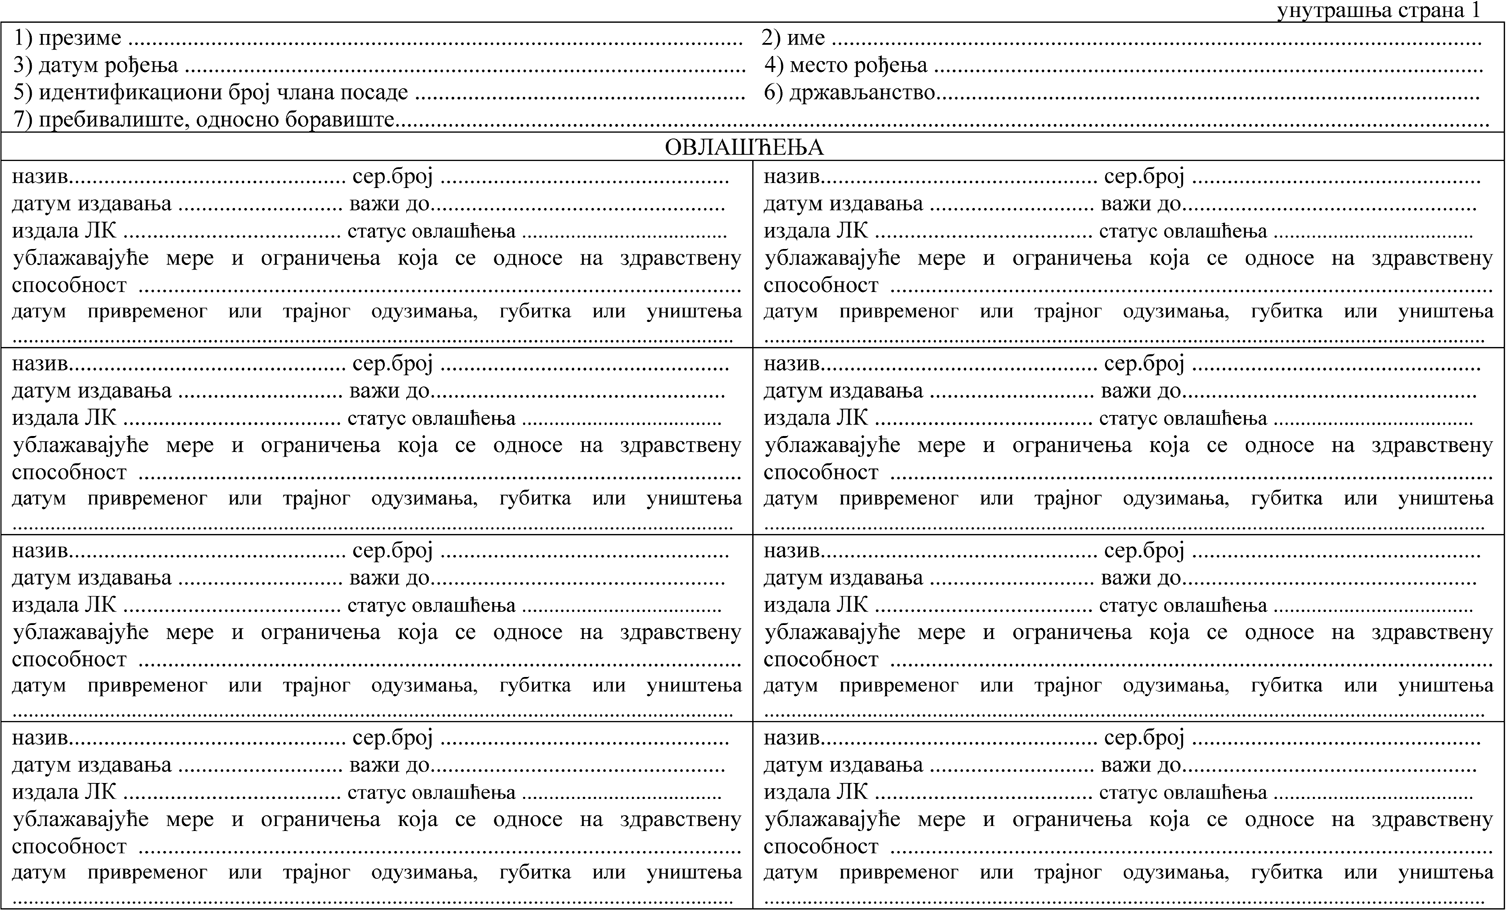 унутрашња страна 1
1) презиме ........................ 2) име ........................
3) датум рођења ........................ 4) место рођења ........................
5) идентификациони број члана посаде ........................ 6) држављанство........................
7) пребивалиште, односно боравиште........................
ОВЛАШЋЕЊА
назив........................ сер.број ........................
датум издавања ........................ важи до........................
издала ЛК ........................ статус овлашћења ........................
ублажавајуће мере и ограничења која се односе на здравствену
способност ........................
датум привременог или трајног одузимања, губитка или уништења
........................
назив........................ сер.број ........................
датум издавања ........................ важи до........................
издала ЛК ........................ статус овлашћења ........................
ублажавајуће мере и ограничења која се односе на здравствену
способност ........................
датум привременог или трајног одузимања, губитка или уништења
........................
назив........................ сер.број ........................
датум издавања ........................ важи до........................
издала ЛК ........................ статус овлашћења ........................
ублажавајуће мере и ограничења која се односе на здравствену
способност ........................
датум привременог или трајног одузимања, губитка или уништења
........................
назив........................ сер.број ........................
датум издавања ........................ важи до........................
издала ЛК ........................ статус овлашћења ........................
ублажавајуће мере и ограничења која се односе на здравствену
способност ........................
датум привременог или трајног одузимања, губитка или уништења
........................
назив........................ сер.број ........................
датум издавања ........................ важи до........................
издала ЛК ........................ статус овлашћења ........................
ублажавајуће мере и ограничења која се односе на здравствену
способност ........................
датум привременог или трајног одузимања, губитка или уништења
........................
назив........................ сер.број ........................
датум издавања ........................ важи до........................
издала ЛК ........................ статус овлашћења ........................
ублажавајуће мере и ограничења која се односе на здравствену
способност ........................
датум привременог или трајног одузимања, губитка или уништења
........................
назив........................ сер.број ........................
датум издавања ........................ важи до........................
издала ЛК ........................ статус овлашћења ........................
ублажавајуће мере и ограничења која се односе на здравствену
способност ........................
датум привременог или трајног одузимања, губитка или уништења
........................
назив........................ сер.број ........................
датум издавања ........................ важи до........................
издала ЛК ........................ статус овлашћења ........................
ублажавајуће мере и ограничења која се односе на здравствену
способност ........................
датум привременог или трајног одузимања, губитка или уништења
........................